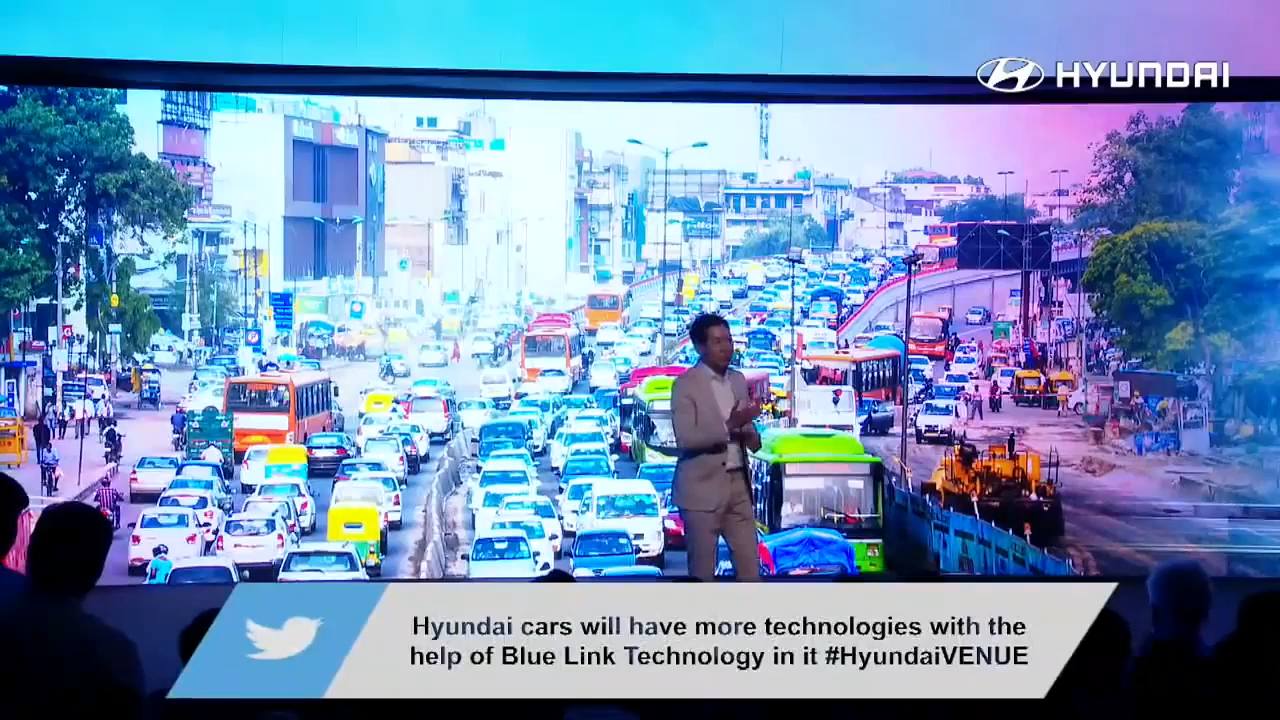 HYUNDAI
Hyundai cars will have more technologies with the
help of Blue Link Technology in it #HyundaiVENUE